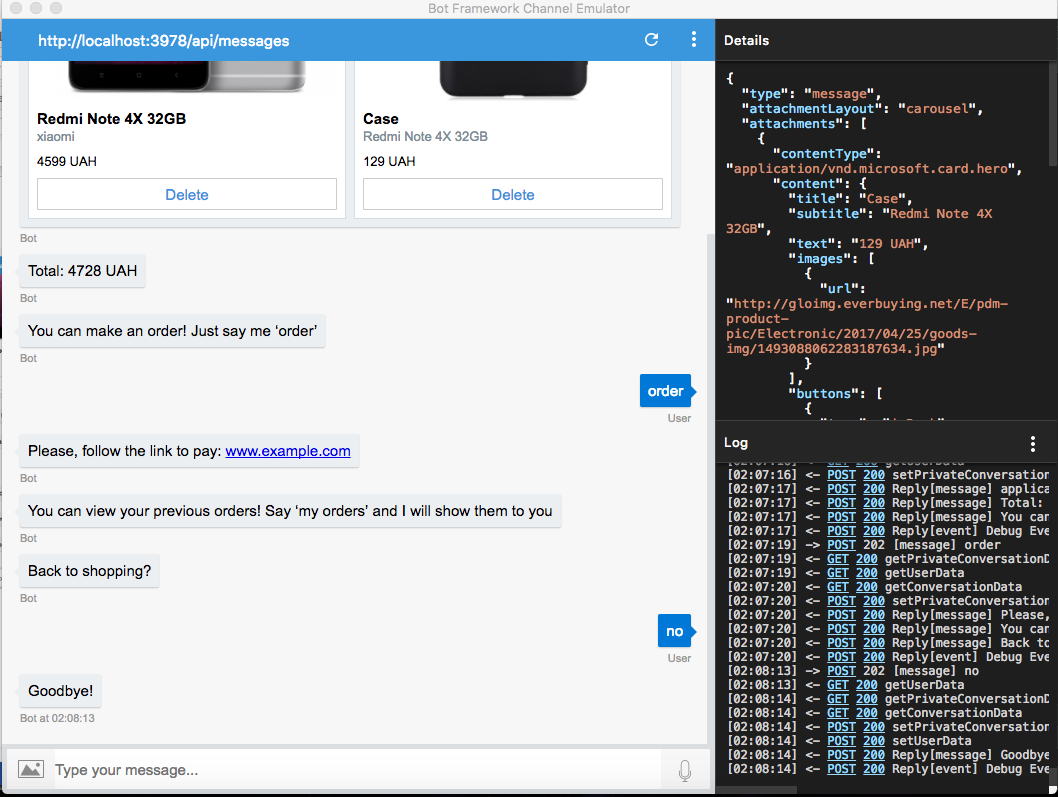 Bot Framework Channel Emulator
http://localhost:3978/api/messages
Redmi Note 4X 32GB
xiaomi
4599 UAH
Delete
Case
Redmi Note 4X 32GB
129 UAH
Delete
Bot
Total: 4728 UAH
Bot
You can make an order! Just say me ‘order’
Bot
order
User
Please, follow the link to pay: www.example.com
Bot
You can view your previous orders! Say ‘my orders’ and I will show them to you
Bot
Back to shopping?
Bot
no
User
Goodbye!
Bot at 02:08:13
Type your message...
Details
{
"type": "message",
"attachmentLayout": "carousel",
"attachments": [
{
"contentType":
"application/vnd.microsoft.card.hero",
"content": {
"title": "Case",
"subtitle": "Redmi Note 4X
32GB",
"text": "129 UAH",
"images": [
{
"url":
"http://gloimg.everbuying.net/E/pdm-
product-
pic/Electronic/2017/04/25/goods-
img/1493088062283187634.jpg"
}
],
"buttons": [
{
Log
[02:07:16] <- GET 200 getUserData
[02:07:16] <- POST 200 setPrivateConversation
[02:07:17] <- POST 200 Reply[message] applica
[02:07:17] <- POST 200 Reply[message] Total:
[02:07:17] <- POST 200 Reply[message] You can
[02:07:17] <- POST 200 Reply[event] Debug Eve
[02:07:19] -> POST 202 [message] order
[02:07:19] <- GET 200 getPrivateConversationD
[02:07:19] <- GET 200 getUserData
[02:07:20] <- GET 200 getConversationData
[02:07:20] <- POST 200 setPrivateConversation
[02:07:20] <- POST 200 Reply[message] Please,
[02:07:20] <- POST 200 Reply[message] You can
[02:07:20] <- POST 200 Reply[message] Back to
[02:07:20] <- POST 200 Reply[event] Debug Eve
[02:08:13] -> POST 202 [message] no
[02:08:13] <- GET 200 getUserData
[02:08:14] <- GET 200 getPrivateConversationD
[02:08:14] <- GET 200 getConversationData
[02:08:14] <- POST 200 setPrivateConversation
[02:08:14] <- POST 200 setUserData
[02:08:14] <- POST 200 Reply[message] Goodbye
[02:08:14] <- POST 200 Reply[event] Debug Eve